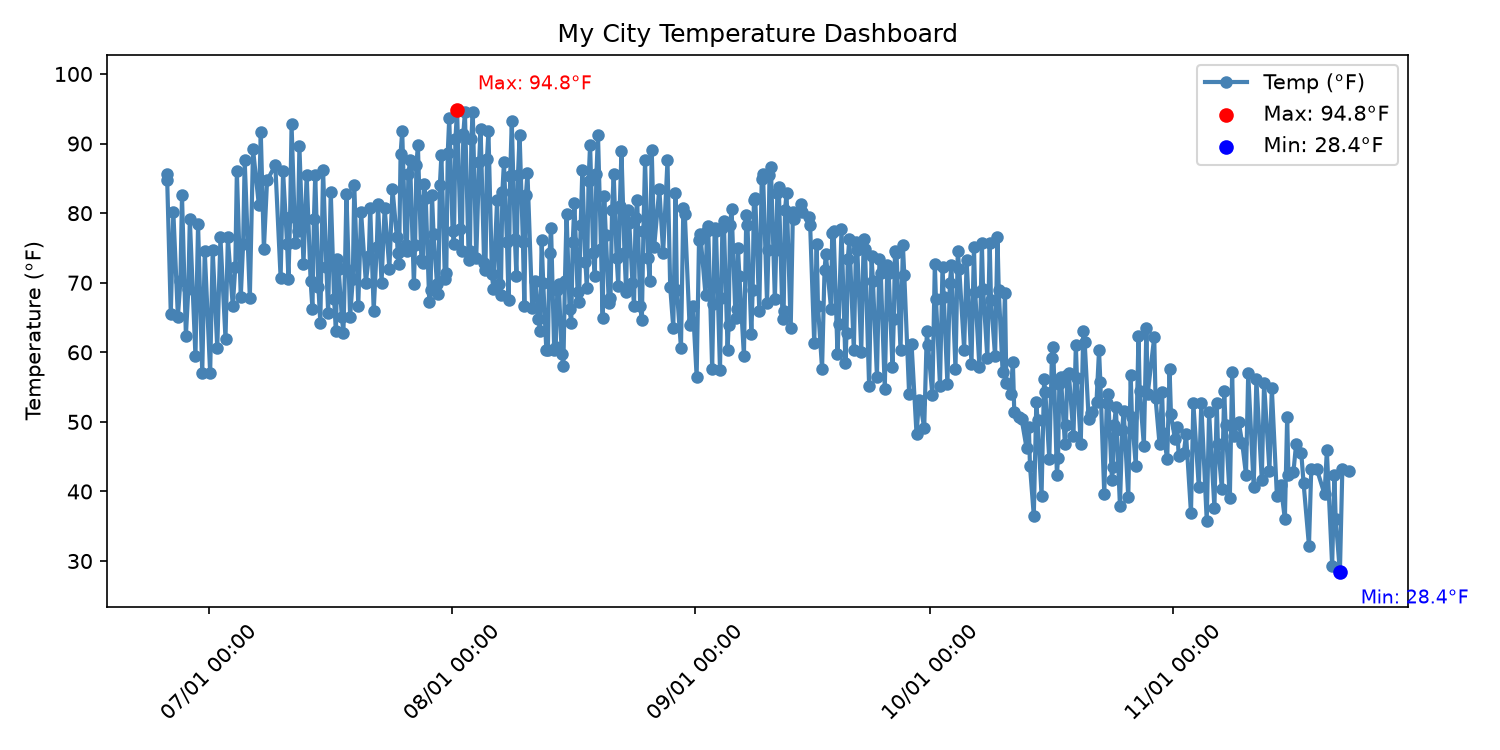 My City Temperature Dashboard
Max: 94.8°F
Temp (°F)
Max: 94.8°F
Min: 28.4°F
Temperature (°F)
100
90
80
70
60
50
40
30
Min: 28.4°F
07/01 00:00
08/01 00:00
09/01 00:00
10/01 00:00
11/01 00:00